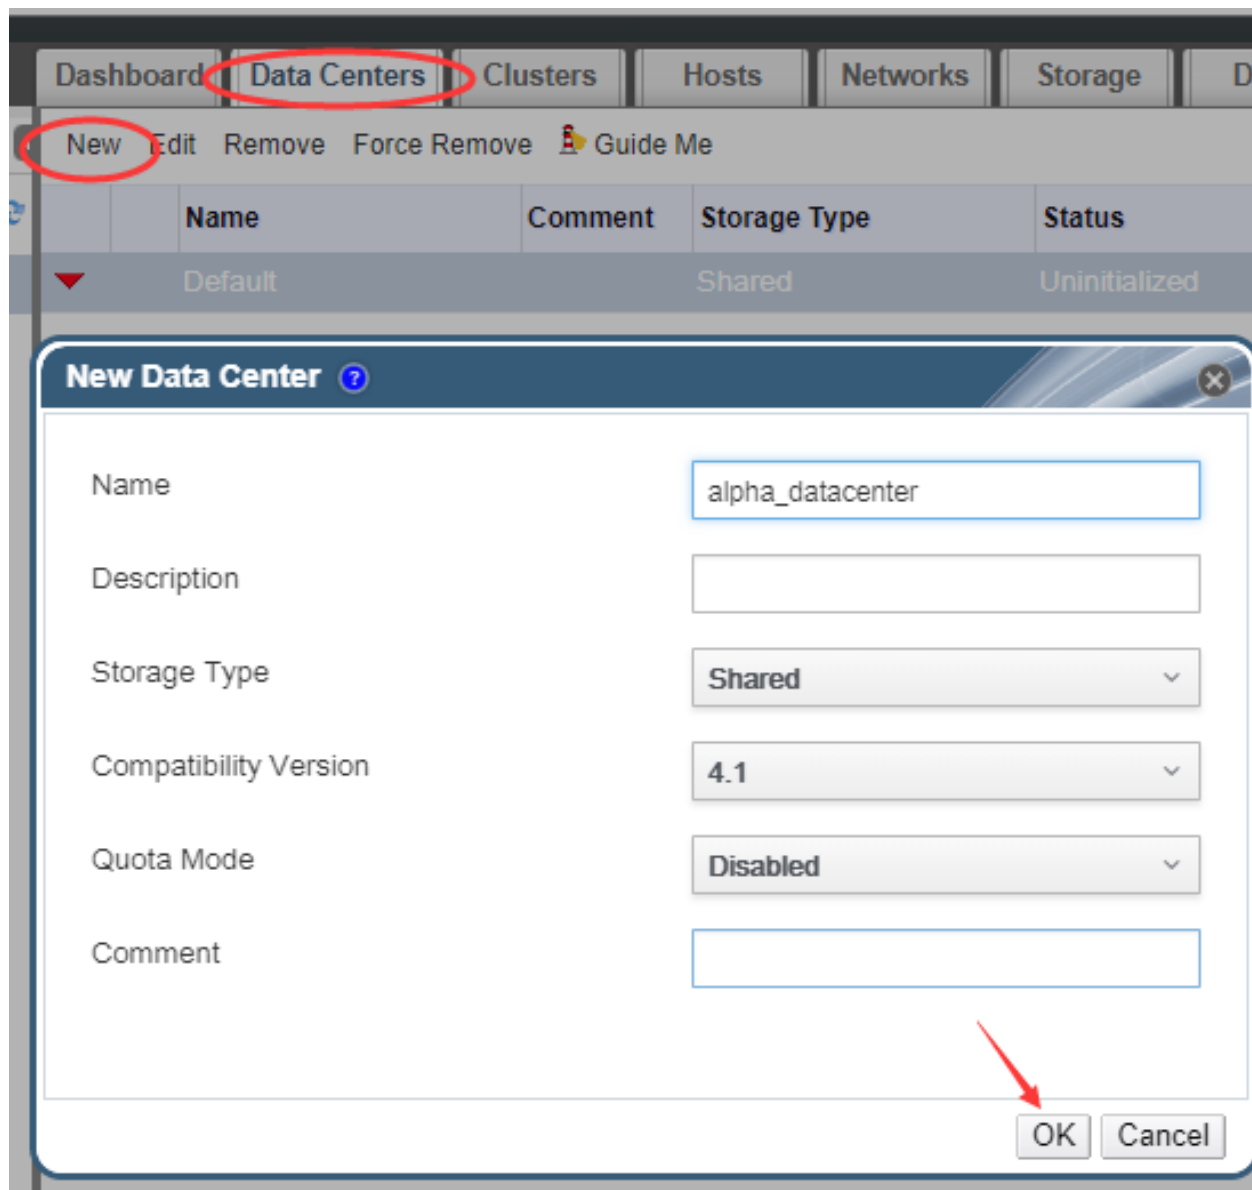 Dashboard Data Centers Clusters Hosts Networks Storage D
New Edit Remove Force Remove Guide Me
Name Comment Storage Type Status
Default Shared Uninitialized
New Data Center ?
Name alpha_datacenter
Description
Storage Type Shared
Compatibility Version 4.1
Quota Mode Disabled
Comment
OK Cancel